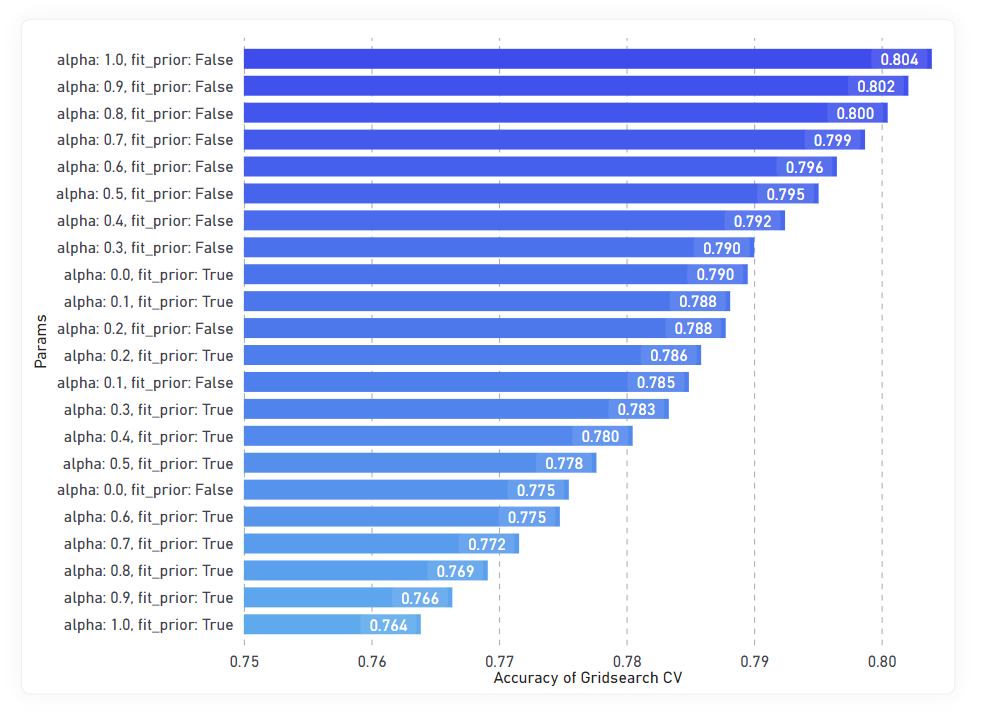 alpha: 1.0, fit_prior: False 0.804
alpha: 0.9, fit_prior: False 0.802
alpha: 0.8, fit_prior: False 0.800
alpha: 0.7, fit_prior: False 0.799
alpha: 0.6, fit_prior: False 0.796
alpha: 0.5, fit_prior: False 0.795
alpha: 0.4, fit_prior: False 0.792
alpha: 0.3, fit_prior: False 0.790
alpha: 0.0, fit_prior: True 0.790
alpha: 0.1, fit_prior: True 0.788
alpha: 0.2, fit_prior: False 0.788
alpha: 0.2, fit_prior: True 0.786
alpha: 0.1, fit_prior: False 0.785
alpha: 0.3, fit_prior: True 0.783
alpha: 0.4, fit_prior: True 0.780
alpha: 0.5, fit_prior: True 0.778
alpha: 0.0, fit_prior: False 0.775
alpha: 0.6, fit_prior: True 0.775
alpha: 0.7, fit_prior: True 0.772
alpha: 0.8, fit_prior: True 0.769
alpha: 0.9, fit_prior: True 0.766
alpha: 1.0, fit_prior: True 0.764
Params
0.75 0.76 0.77 0.78 0.79 0.80
Accuracy of Gridsearch CV